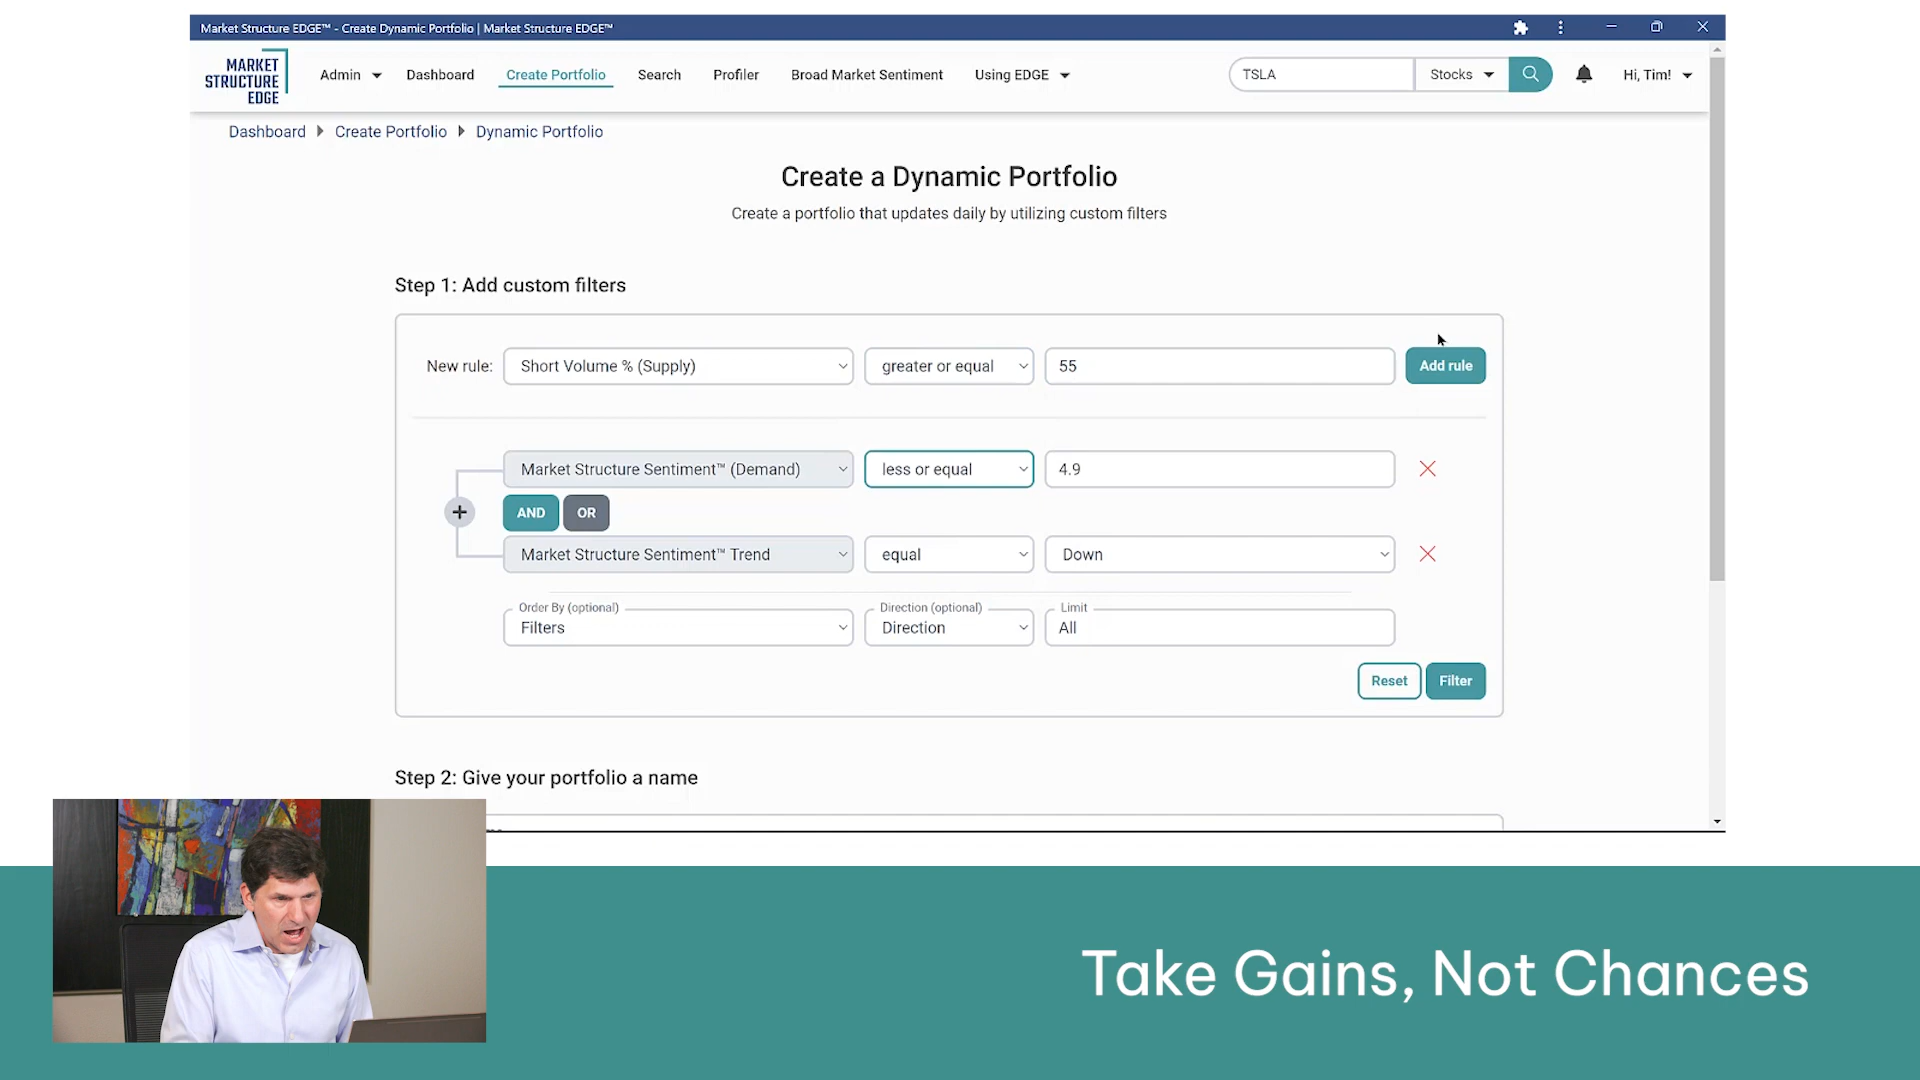 Market Structure EDGE™ - Create Dynamic Portfolio | Market Structure EDGE™
MARKET
STRUCTURE
EDGE
Admin
Dashboard
Create Portfolio
Search
Profiler
Broad Market Sentiment
Using EDGE
TSLA
Stocks
Hi, Tim!
Dashboard
Create Portfolio
Dynamic Portfolio
Create a Dynamic Portfolio
Create a portfolio that updates daily by utilizing custom filters
Step 1: Add custom filters
New rule:
Short Volume % (Supply)
greater or equal
55
Add rule
Market Structure Sentiment™ (Demand)
less or equal
4.9
AND
OR
Market Structure Sentiment™ Trend
equal
Down
Order By (optional)
Filters
Direction (optional)
Direction
Limit
All
Reset
Filter
Step 2: Give your portfolio a name
Take Gains, Not Chances